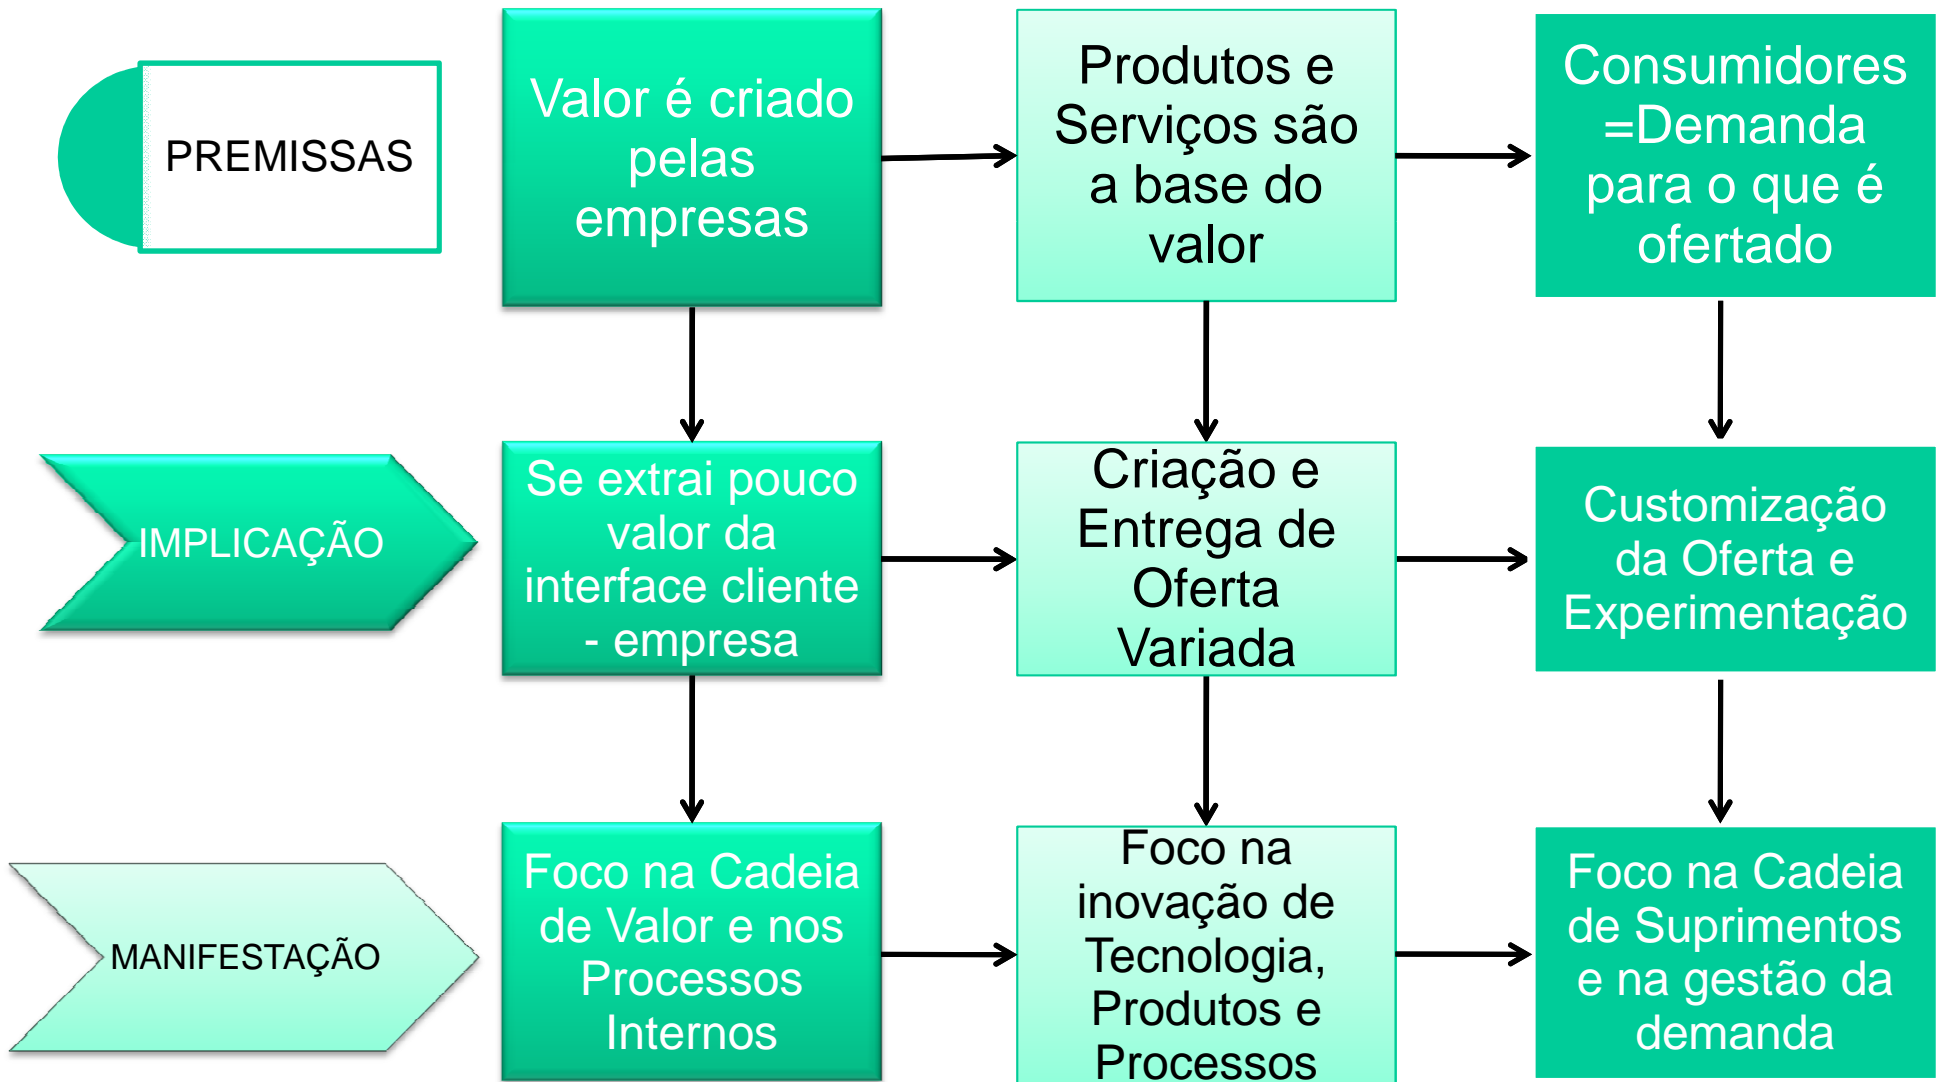 PREMISSAS
Valor é criado
pelas
empresas
Produtos e
Serviços são
a base do
valor
Consumidores
=Demanda
para o que é
ofertado
IMPLICAÇÃO
Se extrai pouco
valor da
interface cliente
- empresa
Criação e
Entrega de
Oferta
Variada
Customização
da Oferta e
Experimentação
MANIFESTAÇÃO
Foco na Cadeia
de Valor e nos
Processos
Internos
Foco na
inovação de
Tecnologia,
Produtos e
Processos
Foco na Cadeia
de Suprimentos
e na gestão da
demanda